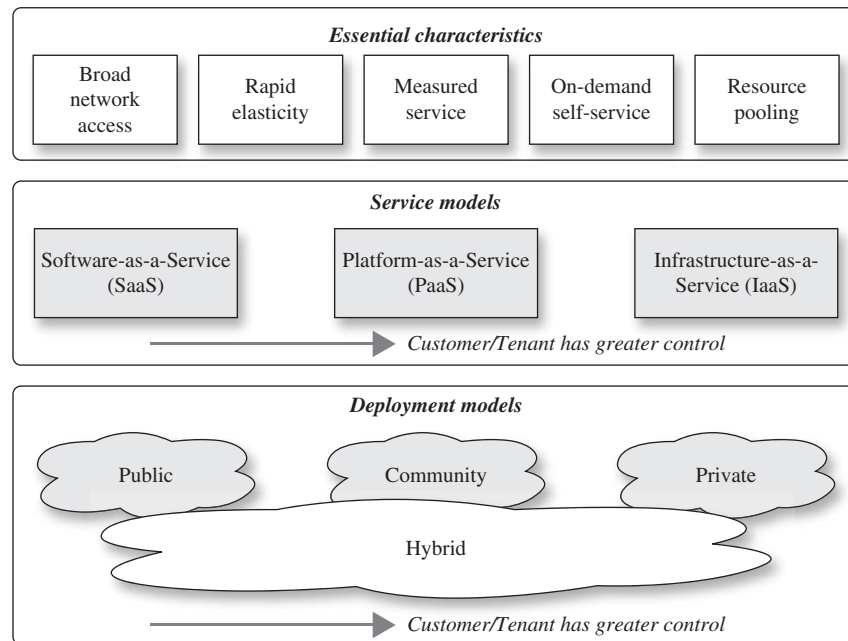 Essential characteristics
Broad
network
access
Rapid
elasticity
Measured
service
On-demand
self-service
Resource
pooling
Service models
Software-as-a-Service
(SaaS)
Platform-as-a-Service
(PaaS)
Infrastructure-as-a-
Service (IaaS)
Customer/Tenant has greater control
Deployment models
Public
Community
Private
Hybrid
Customer/Tenant has greater control